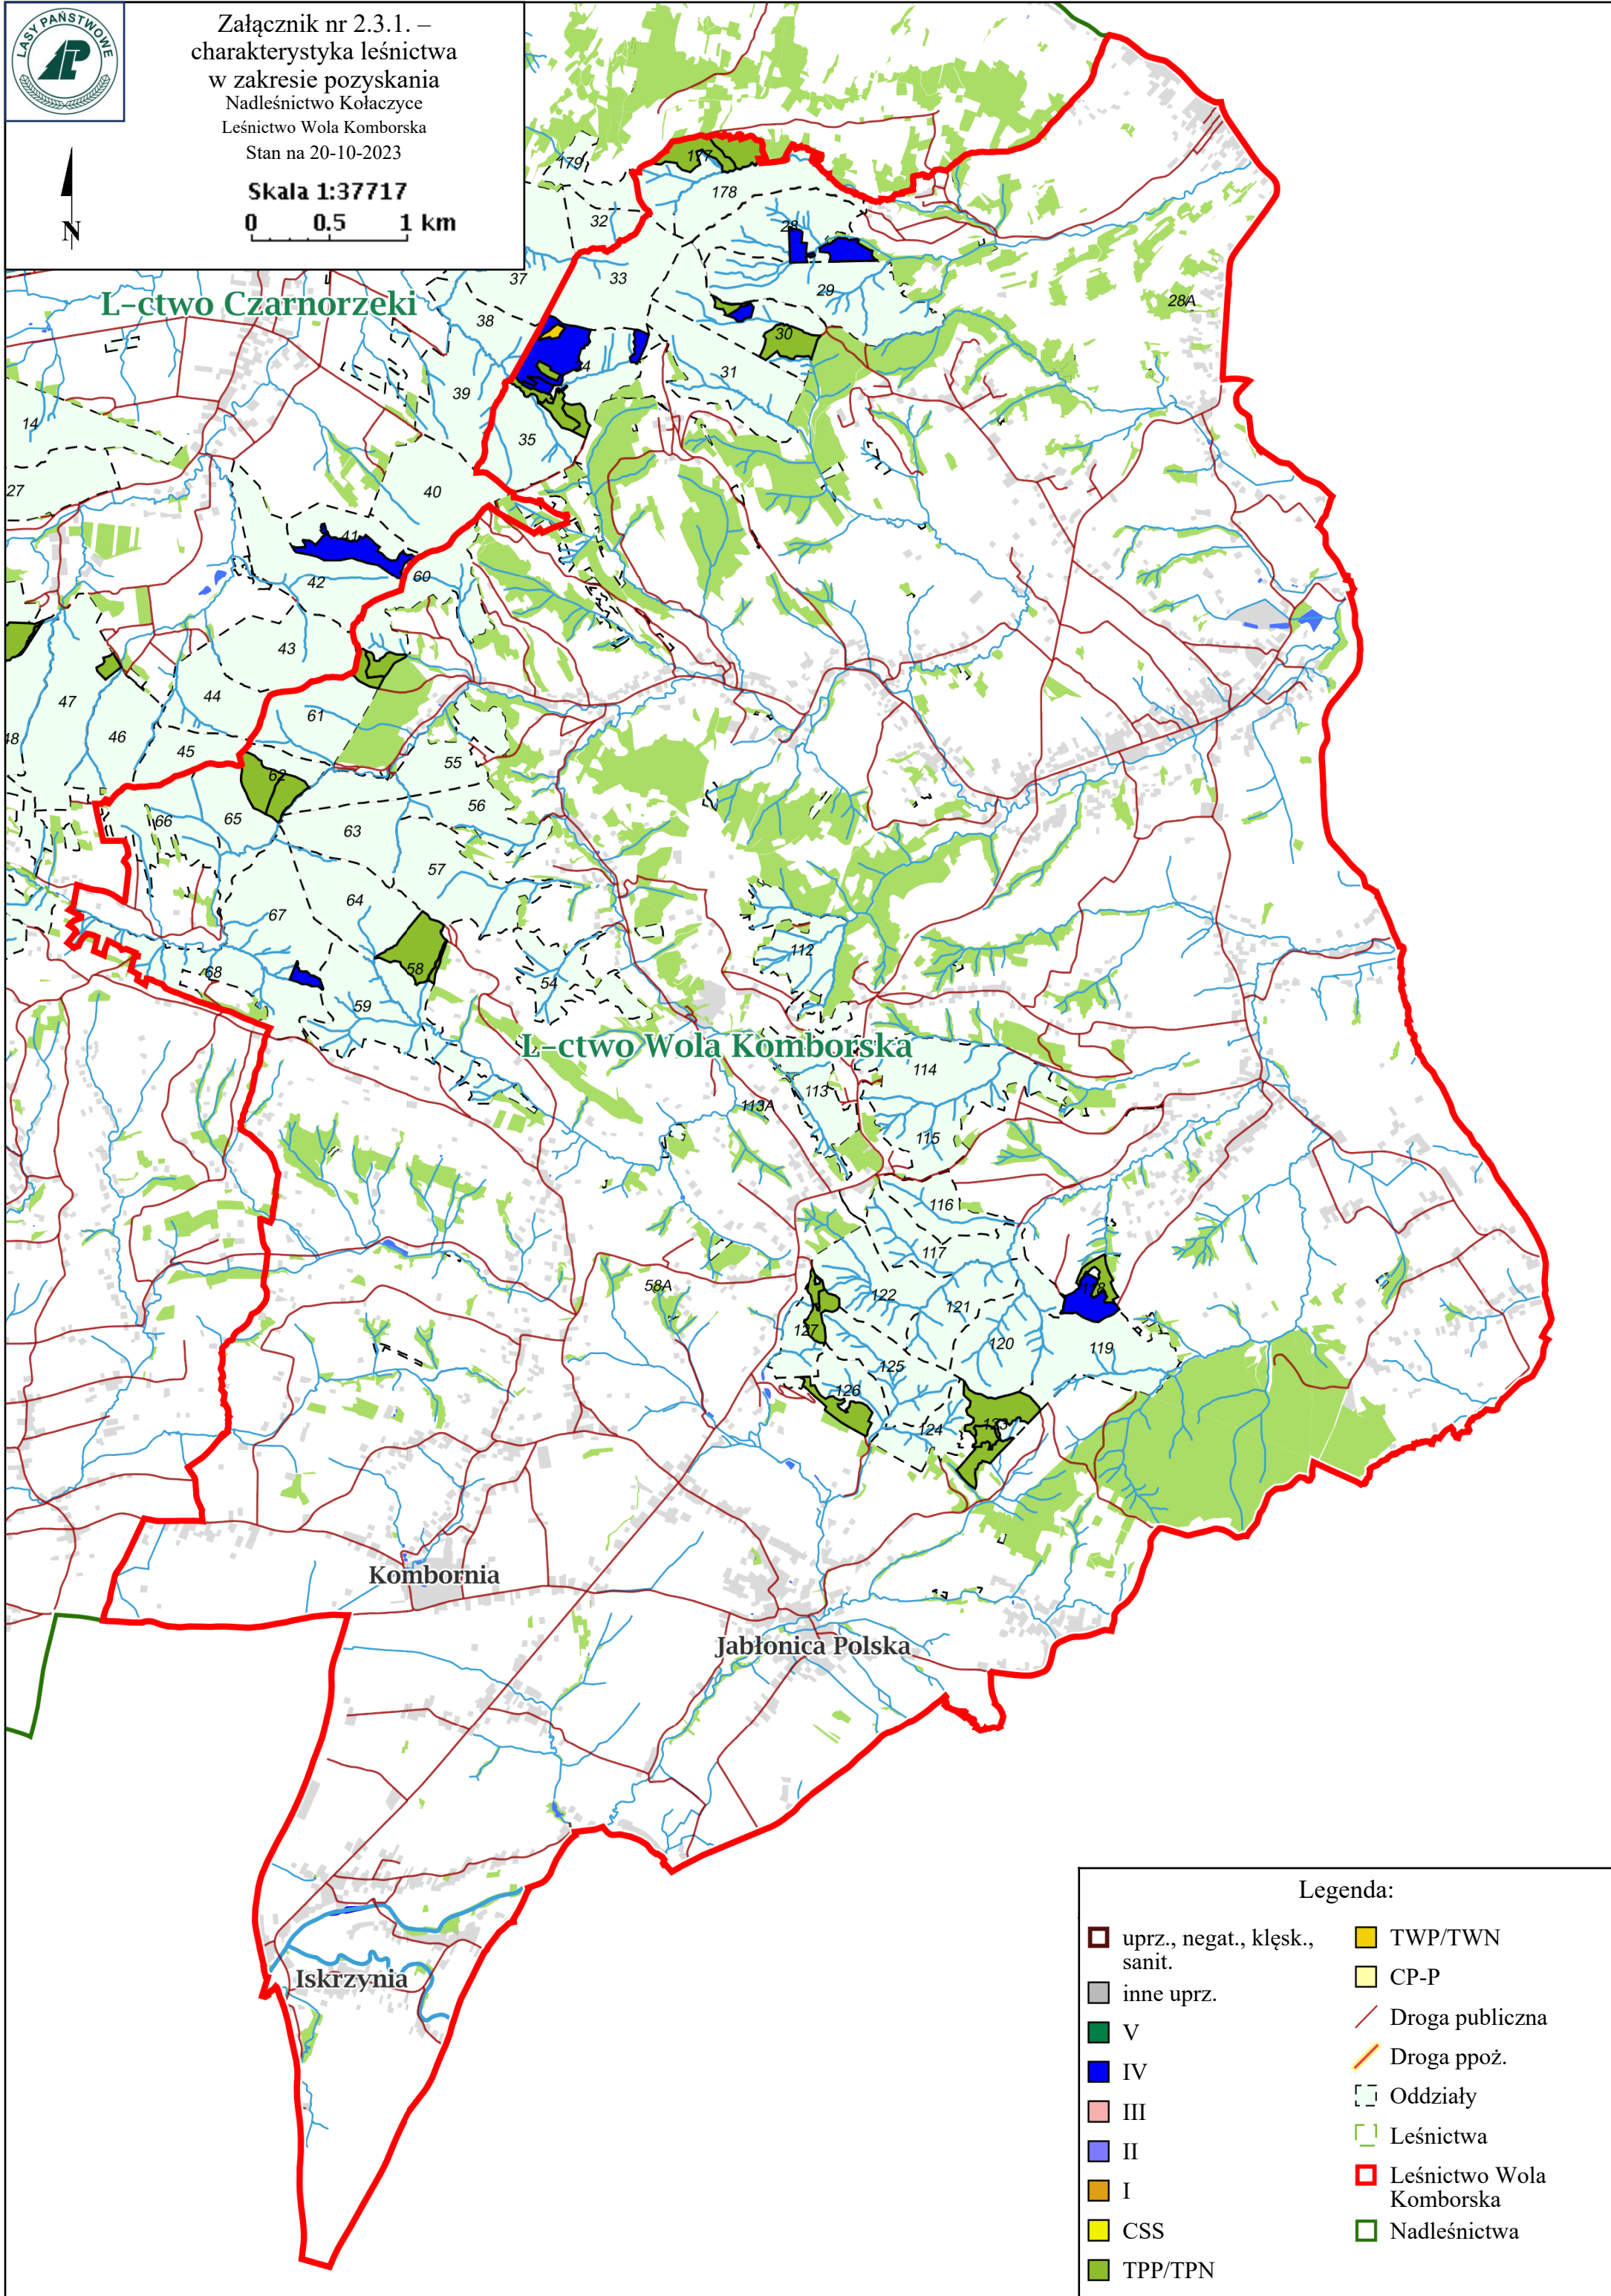 LASY PAŃSTWOWE
Załącznik nr 2.3.1. –
charakterystyka leśnictwa
w zakresie pozyskania
Nadleśnictwo Kołaczyce
Leśnictwo Wola Komborska
Stan na 20-10-2023
Skala 1:37717
0 0.5 1 km
N
179
177
178
32
28
37
33
29
L-ctwo Czarnorzeki
28A
38
30
31
39
14
35
27
40
41
42
60
43
44
47
61
46
45
48
55
62
56
66
65
63
57
64
67
112
58
68
54
59
L-ctwo Wola Komborska
114
113
113A
115
116
117
58A
118
122
121
127
120
119
125
126
124
133
Kombornia
Jabłonica Polska
Iskrzynia
Legenda:
uprz., negat., klęsk.,
sanit.
inne uprz.
V
IV
III
II
I
CSS
TPP/TPN
TWP/TWN
CP-P
Droga publiczna
Droga ppoż.
Oddziały
Leśnictwa
Leśnictwo Wola
Komborska
Nadleśnictwa